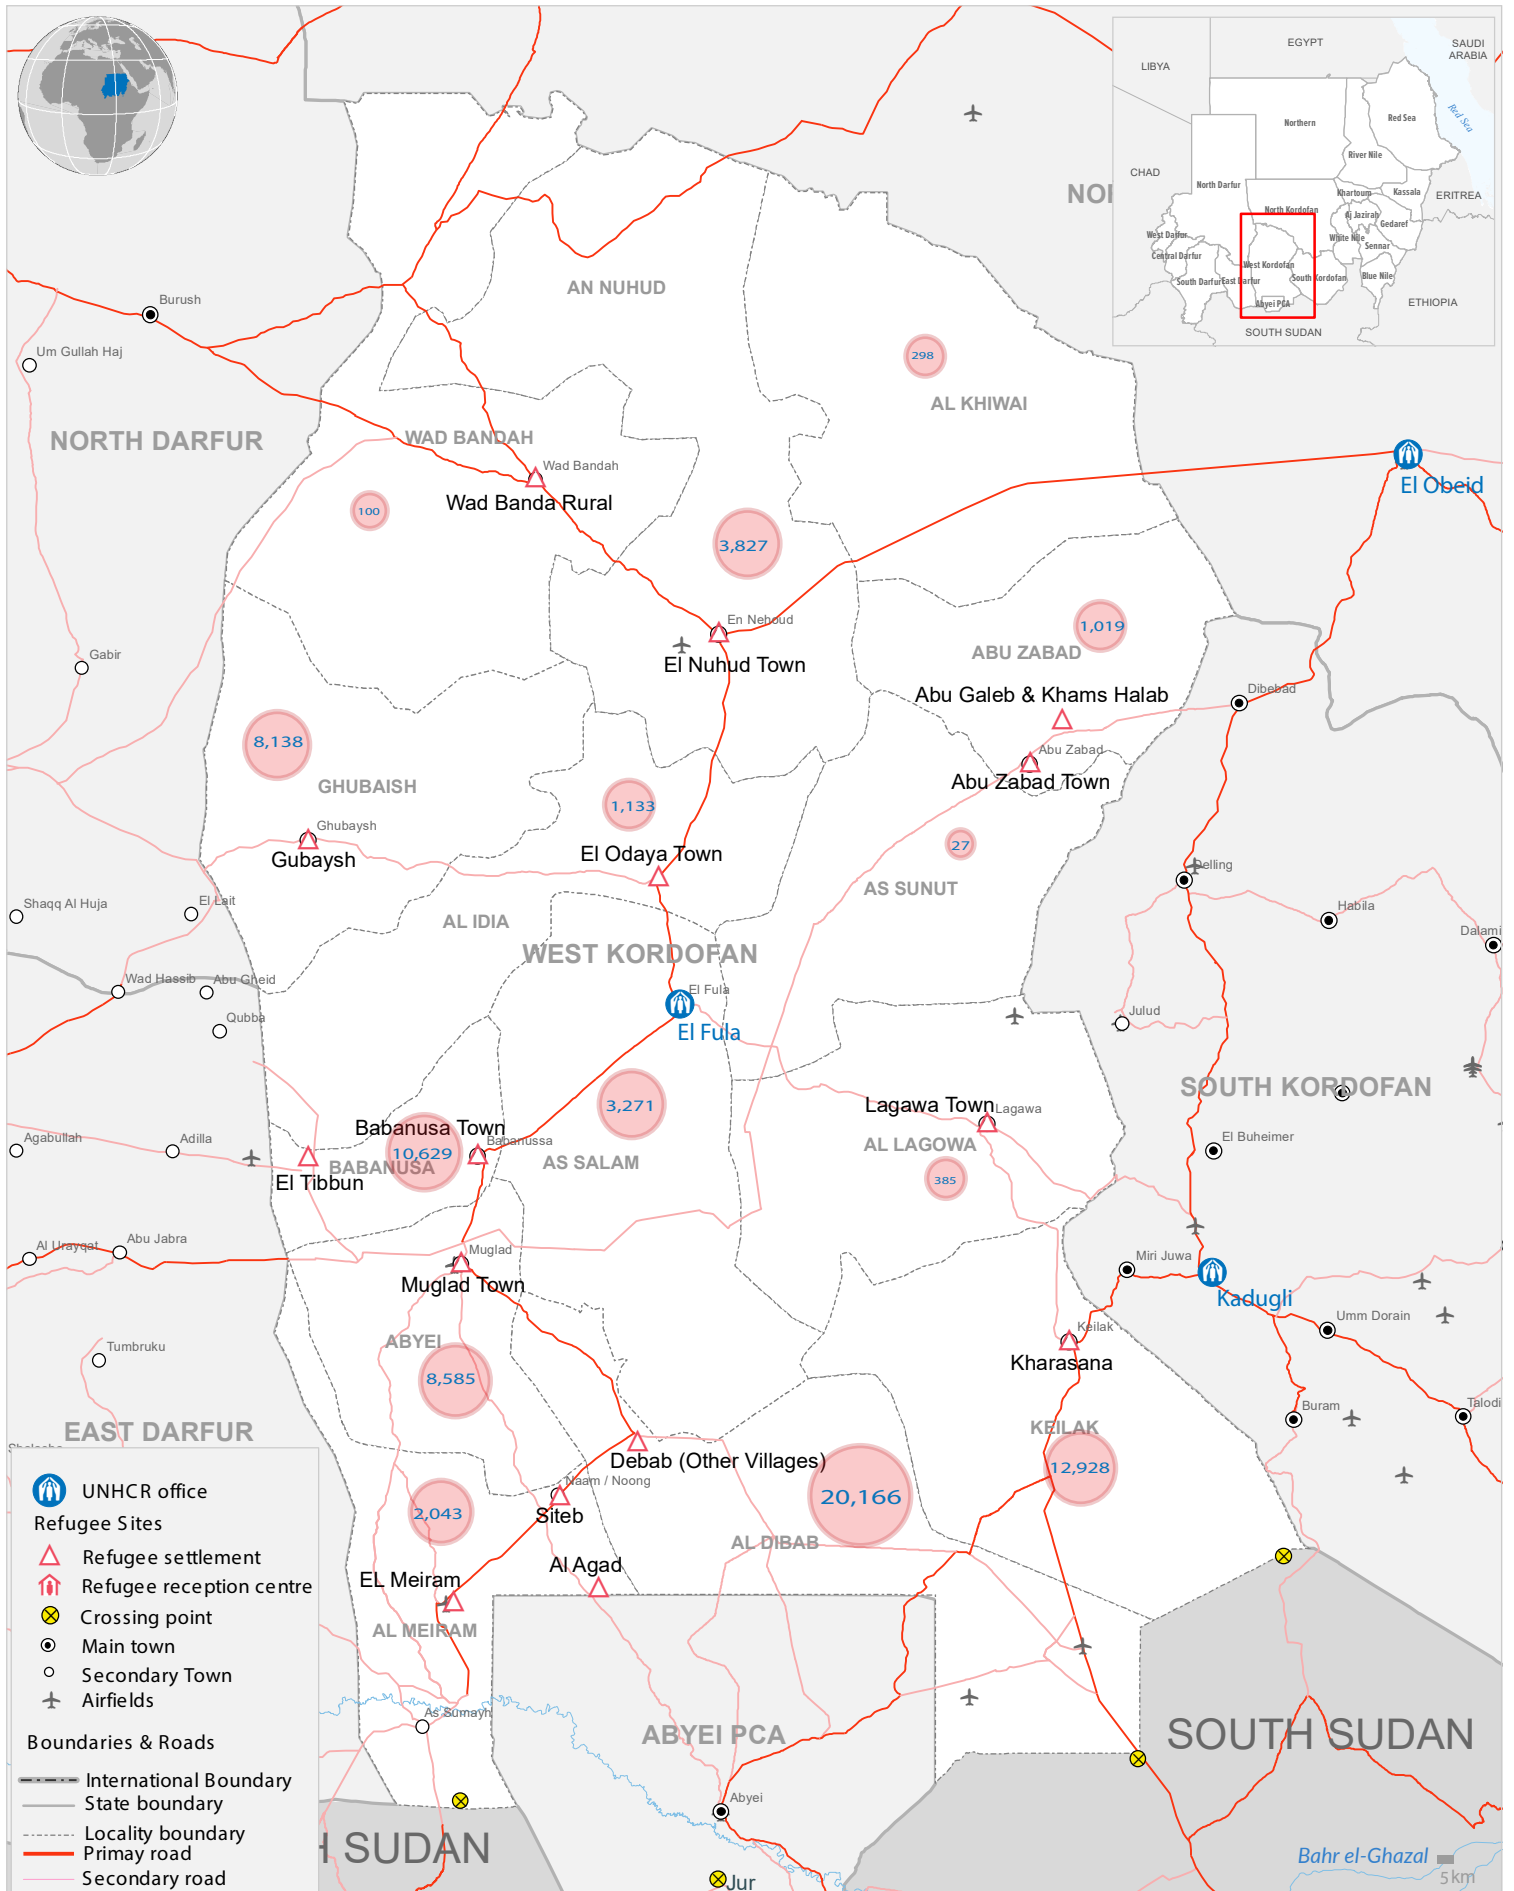 EGYPT
SAUDI
ARABIA
LIBYA
Red Sea
Northern
Red Sea
River Nile
CHAD
North Darfur
Khartoum
Kassala
ERITREA
North Kordofan
Aj Jazirah
Gedaref
West Darfur
White Nile
Sennar
Central Darfur
West Kordofan
South Kordofan
Blue Nile
South Darfur
East Darfur
Abyei PCA
ETHIOPIA
SOUTH SUDAN
NOR
AN NUHUD
Burush
Um Gullah Haj
298
AL KHIWAI
NORTH DARFUR
WAD BANDAH
Wad Bandah
Wad Banda Rural
El Obeid
100
3,827
En Nehoud
El Nuhud Town
1,019
ABU ZABAD
Gabir
Abu Galeb & Khams Halab
Dibebad
8,138
Abu Zabad
Abu Zabad Town
GHUBAISH
1,133
Ghubaysh
Gubaysh
El Odaya Town
27
AS SUNUT
Delling
Shaqq Al Huja
El Lait
AL IDIA
Habila
Dalami
WEST KORDOFAN
Wad Hassib
Abu Gheid
El Fula
El Fula
Qubba
Julud
SOUTH KORDOFAN
3,271
Lagawa Town
Lagawa
Babanusa Town
Babanussa
10,629
BABANUSA
AS SALAM
AL LAGOWA
El Buheimer
Agabullah
Adilla
El Tibbun
385
Al Urayqat
Abu Jabra
Muglad
Muglad Town
Miri Juwa
Kadugli
Umm Dorain
Tumbruku
ABYEI
8,585
Keilak
Kharasana
Buram
Talodi
EAST DARFUR
KEILAK
Debab (Other Villages)
12,928
Naam / Noong
Siteb
20,166
2,043
AL DIBAB
Al Agad
EL Meiram
AL MEIRAM
As Sumayh
ABYEI PCA
SOUTH SUDAN
Abyei
H SUDAN
Jur
Bahr el-Ghazal
5km
UNHCR office
Refugee Sites
Refugee settlement
Refugee reception centre
Crossing point
Main town
Secondary Town
Airfields
Boundaries & Roads
International Boundary
State boundary
Locality boundary
Primay road
Secondary road